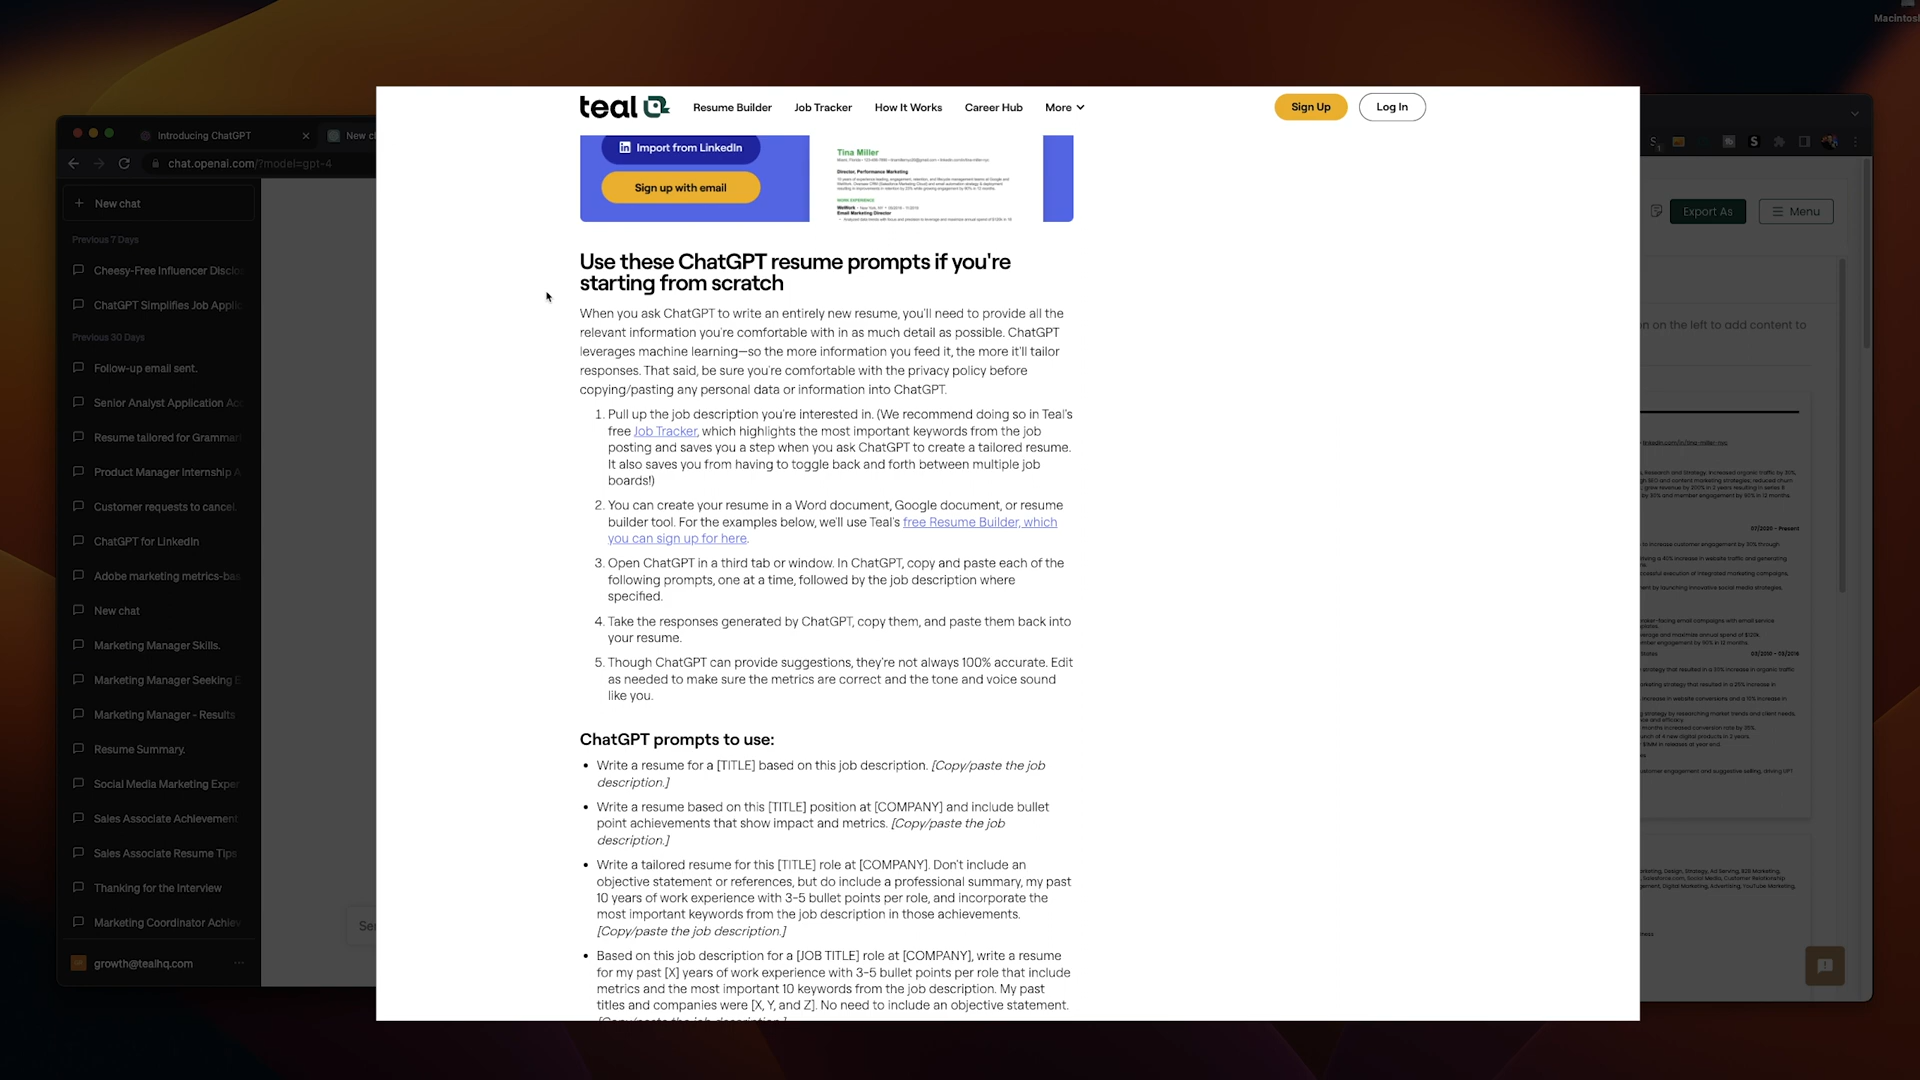 Macintosh
teal
Resume Builder
Job Tracker
How It Works
Career Hub
More
Sign Up
Log In
Import from LinkedIn
Sign up with email
Tina Miller
Director, Performance Marketing
WORK EXPERIENCE
Email Marketing Director
Use these ChatGPT resume prompts if you're
starting from scratch
When you ask ChatGPT to write an entirely new resume, you'll need to provide all the
relevant information you're comfortable with in as much detail as possible. ChatGPT
leverages machine learning—so the more information you feed it, the more it'll tailor
responses. That said, be sure you're comfortable with the privacy policy before
copying/pasting any personal data or information into ChatGPT.
1. Pull up the job description you're interested in. (We recommend doing so in Teal's
free Job Tracker, which highlights the most important keywords from the job
posting and saves you a step when you ask ChatGPT to create a tailored resume.
It also saves you from having to toggle back and forth between multiple job
boards!)
2. You can create your resume in a Word document, Google document, or resume
builder tool. For the examples below, we'll use Teal's free Resume Builder, which
you can sign up for here.
3. Open ChatGPT in a third tab or window. In ChatGPT, copy and paste each of the
following prompts, one at a time, followed by the job description where
specified.
4. Take the responses generated by ChatGPT, copy them, and paste them back into
your resume.
5. Though ChatGPT can provide suggestions, they're not always 100% accurate. Edit
as needed to make sure the metrics are correct and the tone and voice sound
like you.
ChatGPT prompts to use:
• Write a resume for a [TITLE] based on this job description. [Copy/paste the job
description.]
• Write a resume based on this [TITLE] position at [COMPANY] and include bullet
point achievements that show impact and metrics. [Copy/paste the job
description.]
• Write a tailored resume for this [TITLE] role at [COMPANY]. Don't include an
objective statement or references, but do include a professional summary, my past
10 years of work experience with 3-5 bullet points per role, and incorporate the
most important keywords from the job description in those achievements.
[Copy/paste the job description.]
• Based on this job description for a [JOB TITLE] role at [COMPANY], write a resume
for my past [X] years of work experience with 3-5 bullet points per role that include
metrics and the most important 10 keywords from the job description. My past
titles and companies were [X, Y, and Z]. No need to include an objective statement.
[Copy/paste the job description.]
Introducing ChatGPT
New c
chat.openai.com/?model=gpt-4
New chat
Previous 7 Days
Cheesy-Free Influencer Disclo
ChatGPT Simplifies Job Applic
Previous 30 Days
Follow-up email sent.
Senior Analyst Application Ac
Resume tailored for Grammar
Product Manager Internship A
Customer requests to cancel.
ChatGPT for LinkedIn
Adobe marketing metrics-bas
New chat
Marketing Manager Skills.
Marketing Manager Seeking E
Marketing Manager - Results
Resume Summary.
Social Media Marketing Exper
Sales Associate Achievement
Sales Associate Resume Tips
Thanking for the Interview
Marketing Coordinator Achiev
growth@tealhq.com
Export As
Menu
on the left to add content to
07/2020 - Present